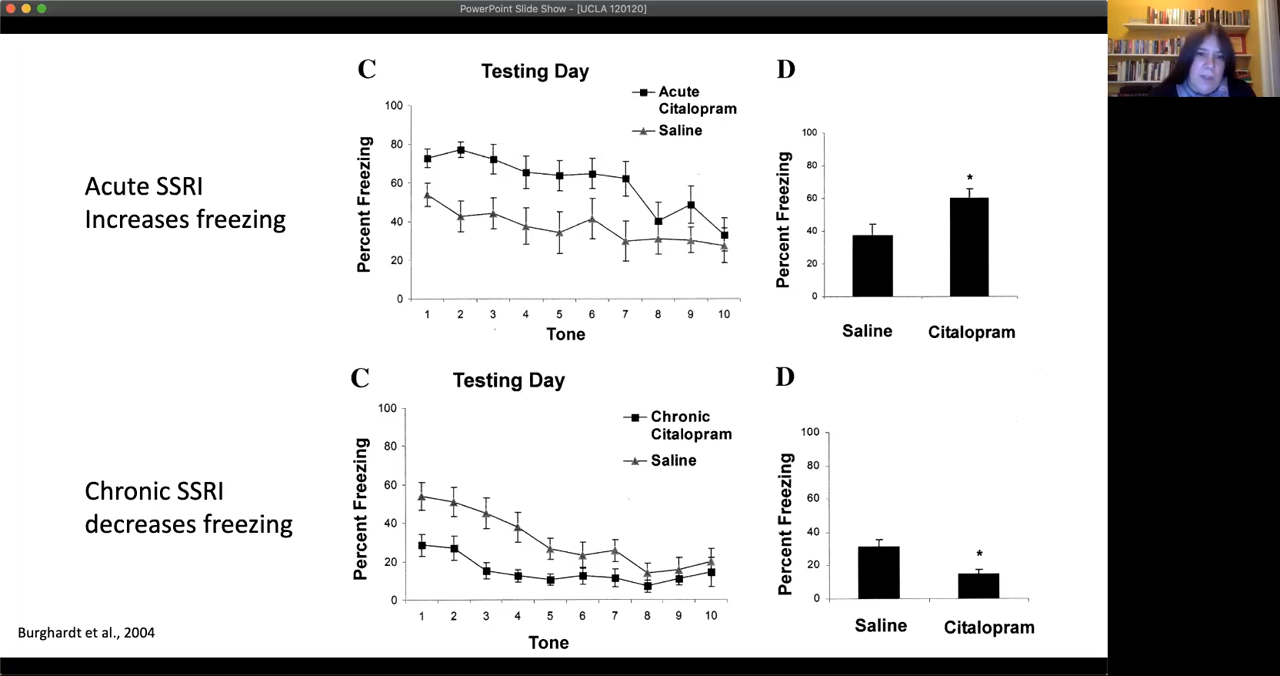 PowerPoint Slide Show - [UCLA 120120]
Acute SSRI
Increases freezing
C
Testing Day
Acute
Citalopram
Saline
Percent Freezing
100
80
60
40
20
0
1 2 3 4 5 6 7 8 9 10
Tone
D
Percent Freezing
100
80
60
40
20
0
*
Saline Citalopram
Chronic SSRI
decreases freezing
C
Testing Day
Chronic
Citalopram
Saline
Percent Freezing
100
80
60
40
20
0
1 2 3 4 5 6 7 8 9 10
Tone
D
Percent Freezing
100
80
60
40
20
0
*
Saline Citalopram
Burghardt et al., 2004